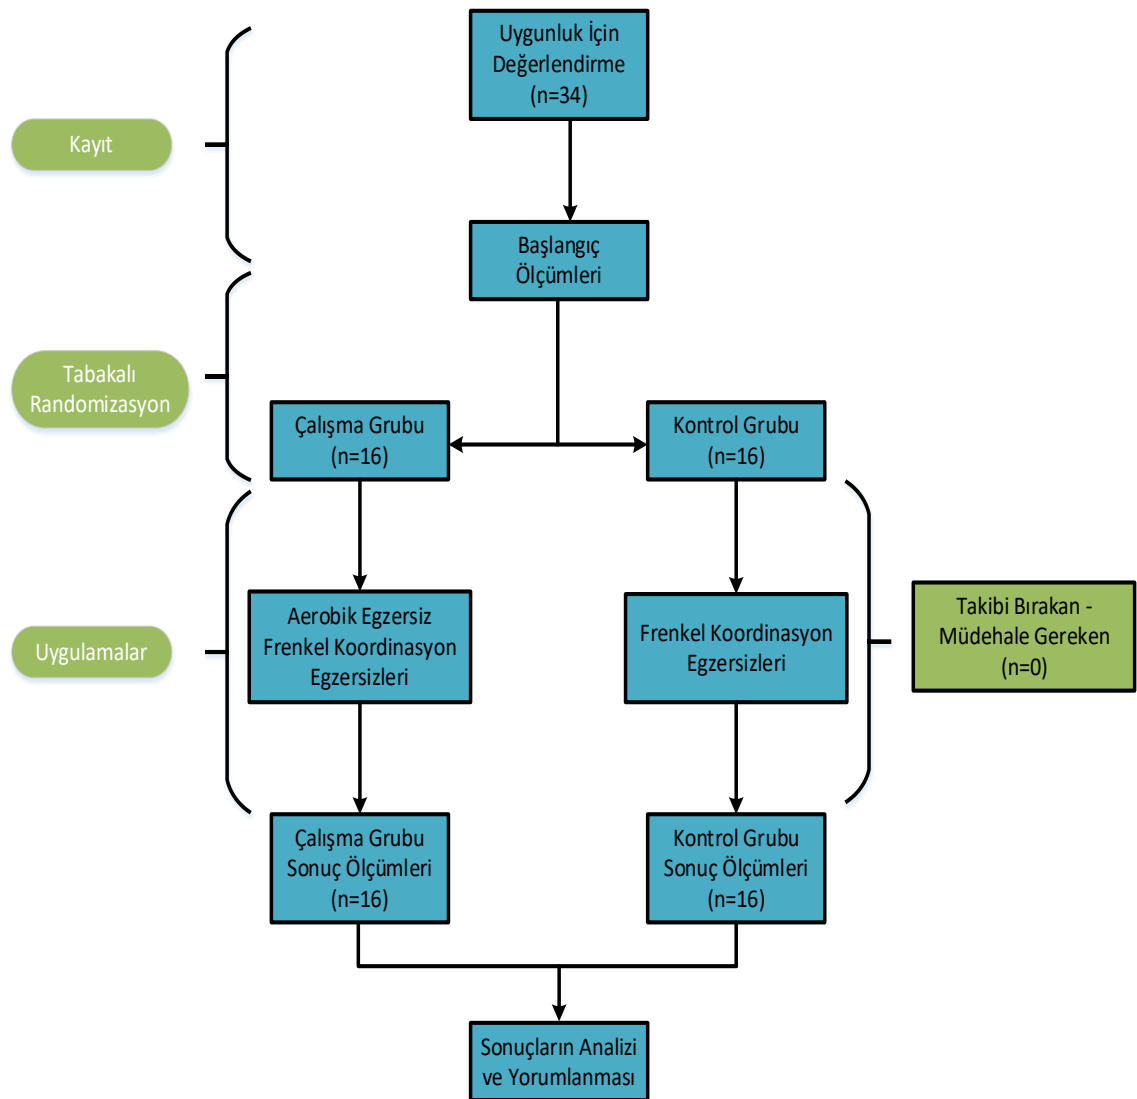 Uygunluk İçin
Değerlendirme
(n=34)
Kayıt
Başlangıç
Ölçümleri
Tabakalı
Randomizasyon
Çalışma Grubu
(n=16)
Kontrol Grubu
(n=16)
Uygulamalar
Aerobik Egzersiz
Frenkel Koordinasyon
Egzersizleri
Frenkel Koordinasyon
Egzersizleri
Takibi Bırakan -
Müdehale Gereken
(n=0)
Çalışma Grubu
Sonuç Ölçümleri
(n=16)
Kontrol Grubu
Sonuç Ölçümleri
(n=16)
Sonuçların Analizi
ve Yorumlanması